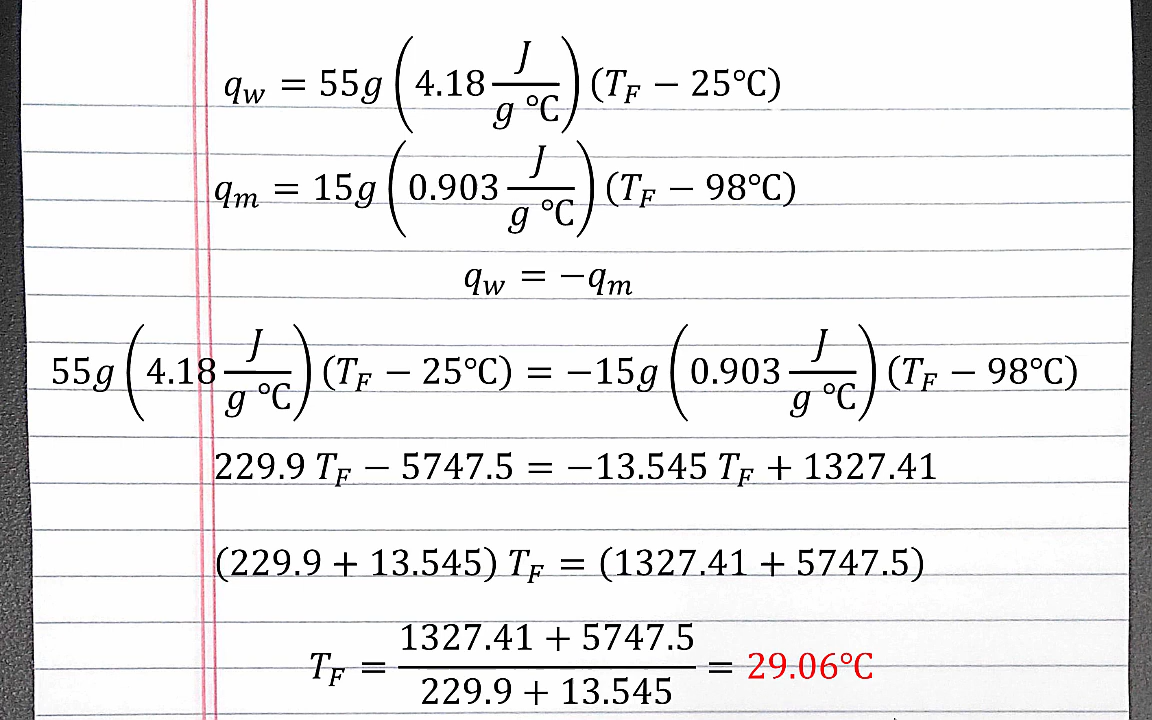 q_w = 55g (4.18 J/(g °C)) (T_F − 25°C)
q_m = 15g (0.903 J/(g °C)) (T_F − 98°C)
q_w = −q_m
55g (4.18 J/(g °C)) (T_F − 25°C) = −15g (0.903 J/(g °C)) (T_F − 98°C)
229.9 T_F − 5747.5 = −13.545 T_F + 1327.41
(229.9 + 13.545) T_F = (1327.41 + 5747.5)
T_F = (1327.41 + 5747.5)/(229.9 + 13.545) = 29.06°C